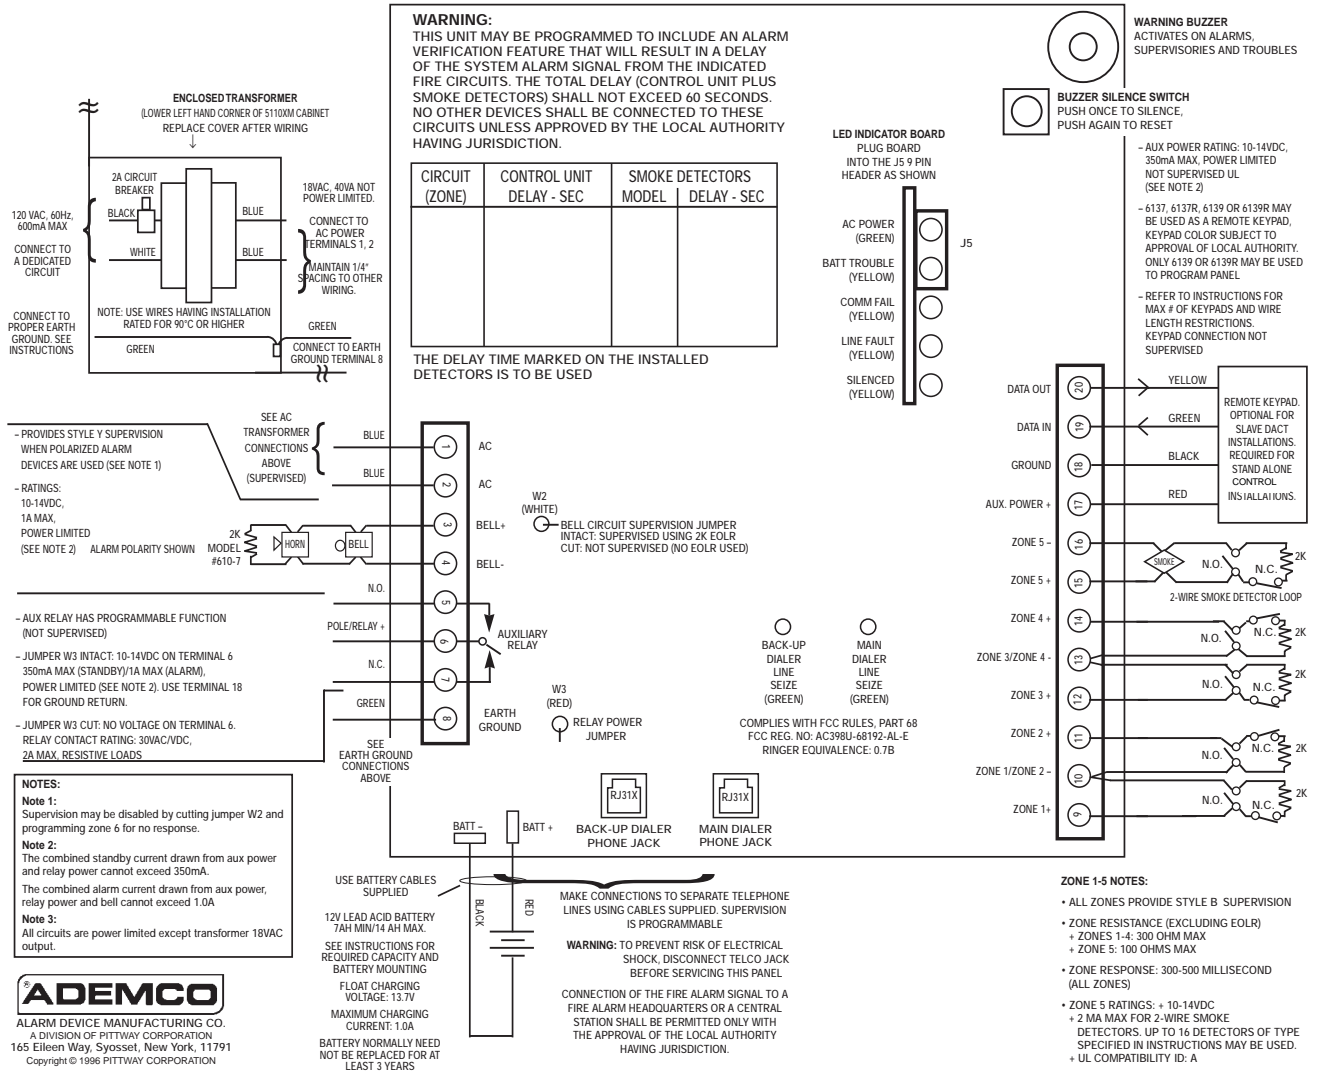 WARNING:
THIS UNIT MAY BE PROGRAMMED TO INCLUDE AN ALARM
VERIFICATION FEATURE THAT WILL RESULT IN A DELAY
OF THE SYSTEM ALARM SIGNAL FROM THE INDICATED
FIRE CIRCUITS. THE TOTAL DELAY (CONTROL UNIT PLUS
SMOKE DETECTORS) SHALL NOT EXCEED 60 SECONDS.
NO OTHER DEVICES SHALL BE CONNECTED TO THESE
CIRCUITS UNLESS APPROVED BY THE LOCAL AUTHORITY
HAVING JURISDICTION.
CIRCUIT
(ZONE)
CONTROL UNIT
DELAY - SEC
SMOKE DETECTORS
MODEL
DELAY - SEC
THE DELAY TIME MARKED ON THE INSTALLED
DETECTORS IS TO BE USED
WARNING BUZZER
ACTIVATES ON ALARMS,
SUPERVISORIES AND TROUBLES
BUZZER SILENCE SWITCH
PUSH ONCE TO SILENCE,
PUSH AGAIN TO RESET
LED INDICATOR BOARD
PLUG BOARD
INTO THE J5 9 PIN
HEADER AS SHOWN
AC POWER
(GREEN)
J5
BATT TROUBLE
(YELLOW)
COMM FAIL
(YELLOW)
LINE FAULT
(YELLOW)
SILENCED
(YELLOW)
– AUX POWER RATING: 10-14VDC,
350mA MAX, POWER LIMITED
NOT SUPERVISED UL
(SEE NOTE 2)
– 6137, 6137R, 6139 OR 6139R MAY
BE USED AS A REMOTE KEYPAD,
KEYPAD COLOR SUBJECT TO
APPROVAL OF LOCAL AUTHORITY.
ONLY 6139 OR 6139R MAY BE USED
TO PROGRAM PANEL
– REFER TO INSTRUCTIONS FOR
MAX # OF KEYPADS AND WIRE
LENGTH RESTRICTIONS.
KEYPAD CONNECTION NOT
SUPERVISED
ENCLOSED TRANSFORMER
(LOWER LEFT HAND CORNER OF 5110XM CABINET
REPLACE COVER AFTER WIRING
2A CIRCUIT
BREAKER
BLACK
BLUE
WHITE
BLUE
120 VAC, 60Hz,
600mA MAX
CONNECT TO
A DEDICATED
CIRCUIT
18VAC, 40VA NOT
POWER LIMITED.
CONNECT TO
AC POWER
TERMINALS 1, 2
MAINTAIN 1/4"
SPACING TO OTHER
WIRING.
NOTE: USE WIRES HAVING INSTALLATION
RATED FOR 90°C OR HIGHER
CONNECT TO
PROPER EARTH
GROUND. SEE
INSTRUCTIONS
GREEN
GREEN
CONNECT TO EARTH
GROUND TERMINAL 8
– PROVIDES STYLE Y SUPERVISION
WHEN POLARIZED ALARM
DEVICES ARE USED (SEE NOTE 1)
– RATINGS:
10-14VDC,
1A MAX,
POWER LIMITED
(SEE NOTE 2) ALARM POLARITY SHOWN
SEE AC
TRANSFORMER
CONNECTIONS
ABOVE
(SUPERVISED)
2K
MODEL
#610-7
HORN
BELL
– AUX RELAY HAS PROGRAMMABLE FUNCTION
(NOT SUPERVISED)
– JUMPER W3 INTACT: 10-14VDC ON TERMINAL 6
350mA MAX (STANDBY)/1A MAX (ALARM),
POWER LIMITED (SEE NOTE 2). USE TERMINAL 18
FOR GROUND RETURN.
– JUMPER W3 CUT: NO VOLTAGE ON TERMINAL 6.
RELAY CONTACT RATING: 30VAC/VDC,
2A MAX, RESISTIVE LOADS
BLUE
1
AC
BLUE
2
AC
3
BELL+
4
BELL-
N.O.
5
POLE/RELAY +
6
AUXILIARY
RELAY
N.C.
7
GREEN
8
EARTH
GROUND
SEE
EARTH GROUND
CONNECTIONS
ABOVE
W2
(WHITE)
BELL CIRCUIT SUPERVISION JUMPER
INTACT: SUPERVISED USING 2K EOLR
CUT: NOT SUPERVISED (NO EOLR USED)
W3
(RED)
RELAY POWER
JUMPER
BACK-UP
DIALER
LINE
SEIZE
(GREEN)
MAIN
DIALER
LINE
SEIZE
(GREEN)
COMPLIES WITH FCC RULES, PART 68
FCC REG. NO: AC398U-68192-AL-E
RINGER EQUIVALENCE: 0.7B
RJ31X
BACK-UP DIALER
PHONE JACK
RJ31X
MAIN DIALER
PHONE JACK
DATA OUT
20
YELLOW
DATA IN
19
GREEN
GROUND
18
BLACK
AUX. POWER +
17
RED
REMOTE KEYPAD.
OPTIONAL FOR
SLAVE DACT
INSTALLATIONS.
REQUIRED FOR
STAND ALONE
CONTROL
INSTALLATIONS.
ZONE 5 –
16
ZONE 5 +
15
SMOKE
N.O.
N.C.
2K
2-WIRE SMOKE DETECTOR LOOP
ZONE 4 +
14
N.O.
N.C.
2K
ZONE 3/ZONE 4 -
13
ZONE 3 +
12
N.O.
N.C.
2K
ZONE 2 +
11
N.O.
N.C.
2K
ZONE 1/ZONE 2 –
10
ZONE 1+
9
N.O.
N.C.
2K
NOTES:
Note 1:
Supervision may be disabled by cutting jumper W2 and
programming zone 6 for no response.
Note 2:
The combined standby current drawn from aux power
and relay power cannot exceed 350mA.
The combined alarm current drawn from aux power,
relay power and bell cannot exceed 1.0A
Note 3:
All circuits are power limited except transformer 18VAC
output.
®ADEMCO
ALARM DEVICE MANUFACTURING CO.
A DIVISION OF PITTWAY CORPORATION
165 Eileen Way, Syosset, New York, 11791
Copyright © 1996 PITTWAY CORPORATION
BATT –
BATT +
BLACK
RED
USE BATTERY CABLES
SUPPLIED
12V LEAD ACID BATTERY
7AH MIN/14 AH MAX.
SEE INSTRUCTIONS FOR
REQUIRED CAPACITY AND
BATTERY MOUNTING
FLOAT CHARGING
VOLTAGE: 13.7V
MAXIMUM CHARGING
CURRENT: 1.0A
BATTERY NORMALLY NEED
NOT BE REPLACED FOR AT
LEAST 3 YEARS
MAKE CONNECTIONS TO SEPARATE TELEPHONE
LINES USING CABLES SUPPLIED. SUPERVISION
IS PROGRAMMABLE
WARNING: TO PREVENT RISK OF ELECTRICAL
SHOCK, DISCONNECT TELCO JACK
BEFORE SERVICING THIS PANEL
CONNECTION OF THE FIRE ALARM SIGNAL TO A
FIRE ALARM HEADQUARTERS OR A CENTRAL
STATION SHALL BE PERMITTED ONLY WITH
THE APPROVAL OF THE LOCAL AUTHORITY
HAVING JURISDICTION.
ZONE 1-5 NOTES:
• ALL ZONES PROVIDE STYLE B SUPERVISION
• ZONE RESISTANCE (EXCLUDING EOLR)
+ ZONES 1-4: 300 OHM MAX
+ ZONE 5: 100 OHMS MAX
• ZONE RESPONSE: 300-500 MILLISECOND
(ALL ZONES)
• ZONE 5 RATINGS: + 10-14VDC
+ 2 MA MAX FOR 2-WIRE SMOKE
DETECTORS. UP TO 16 DETECTORS OF TYPE
SPECIFIED IN INSTRUCTIONS MAY BE USED.
+ UL COMPATIBILITY ID: A